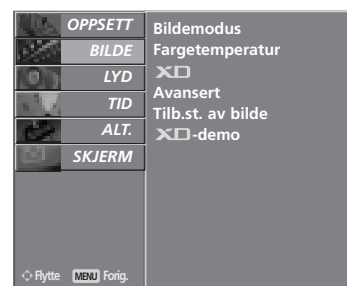 OPPSETT
BILDE
LYD
TID
ALT.
SKJERM
Bildemodus
Fargetemperatur
XD
Avansert
Tilb.st. av bilde
XD-demo
Flytte MENU Forig.